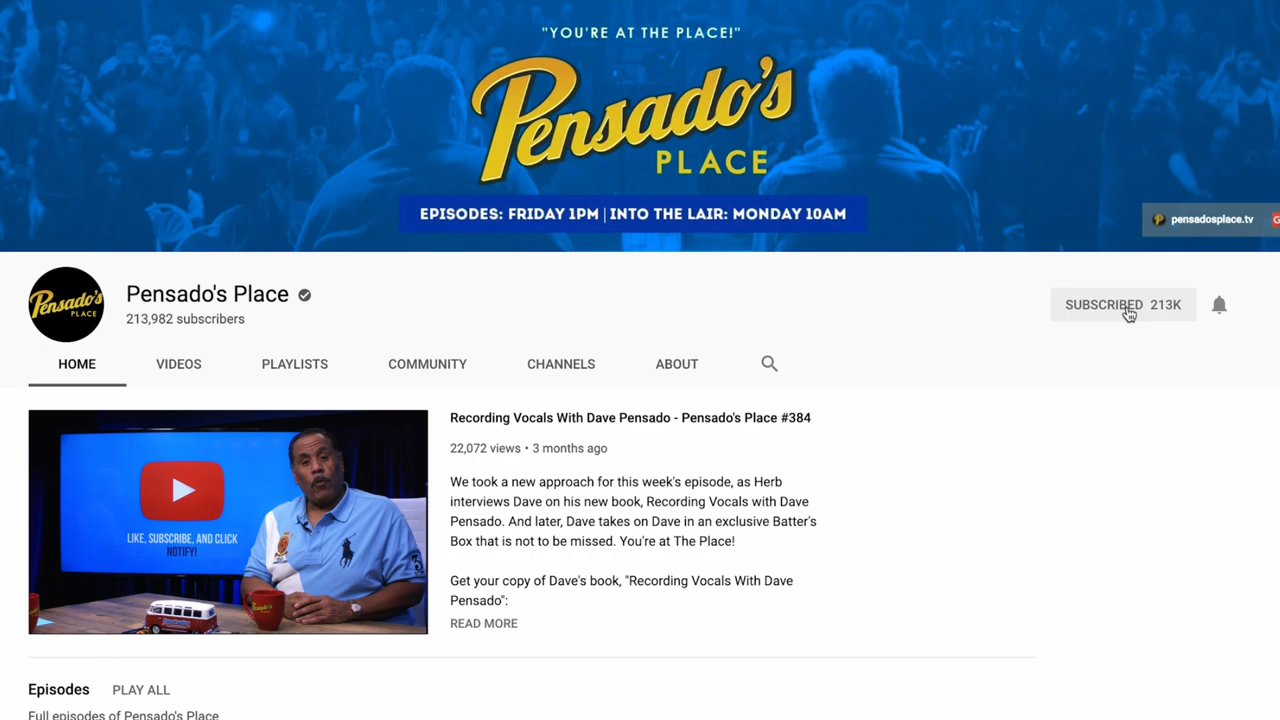 "YOU'RE AT THE PLACE!"
Pensado's
PLACE
EPISODES: FRIDAY 1PM | INTO THE LAIR: MONDAY 10AM
pensadosplace.tv
G
Pensado's
PLACE
Pensado's Place
213,982 subscribers
SUBSCRIBED 213K
HOME VIDEOS PLAYLISTS COMMUNITY CHANNELS ABOUT
LIKE, SUBSCRIBE, AND CLICK
NOTIFY!
3
Pensado's
Recording Vocals With Dave Pensado - Pensado's Place #384
22,072 views • 3 months ago
We took a new approach for this week's episode, as Herb
interviews Dave on his new book, Recording Vocals with Dave
Pensado. And later, Dave takes on Dave in an exclusive Batter's
Box that is not to be missed. You're at The Place!
Get your copy of Dave's book, "Recording Vocals With Dave
Pensado":
READ MORE
Episodes PLAY ALL
Full episodes of Pensado's Place